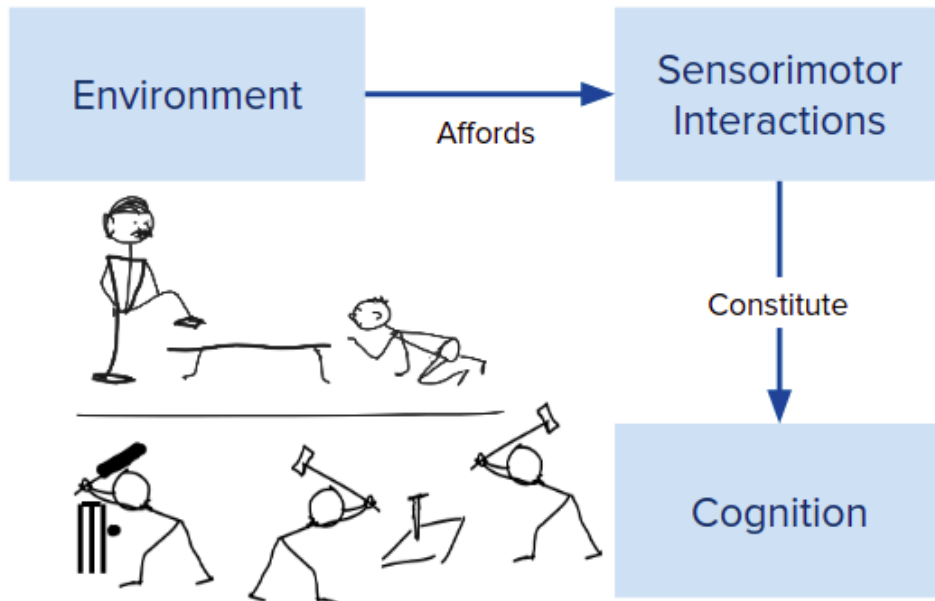 Environment
Affords
Sensorimotor
Interactions
Constitute
Cognition